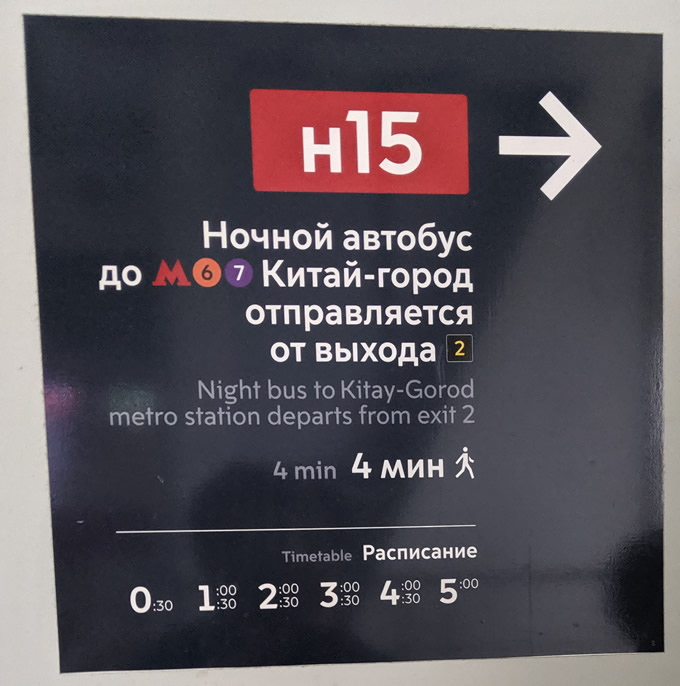 н15
Ночной автобус
до М 6 7 Китай-город
отправляется
от выхода 2
Night bus to Kitay-Gorod
metro station departs from exit 2
4 min 4 мин
Timetable Расписание
0:30 1:00 :30 2:00 :30 3:00 :30 4:00 :30 5:00